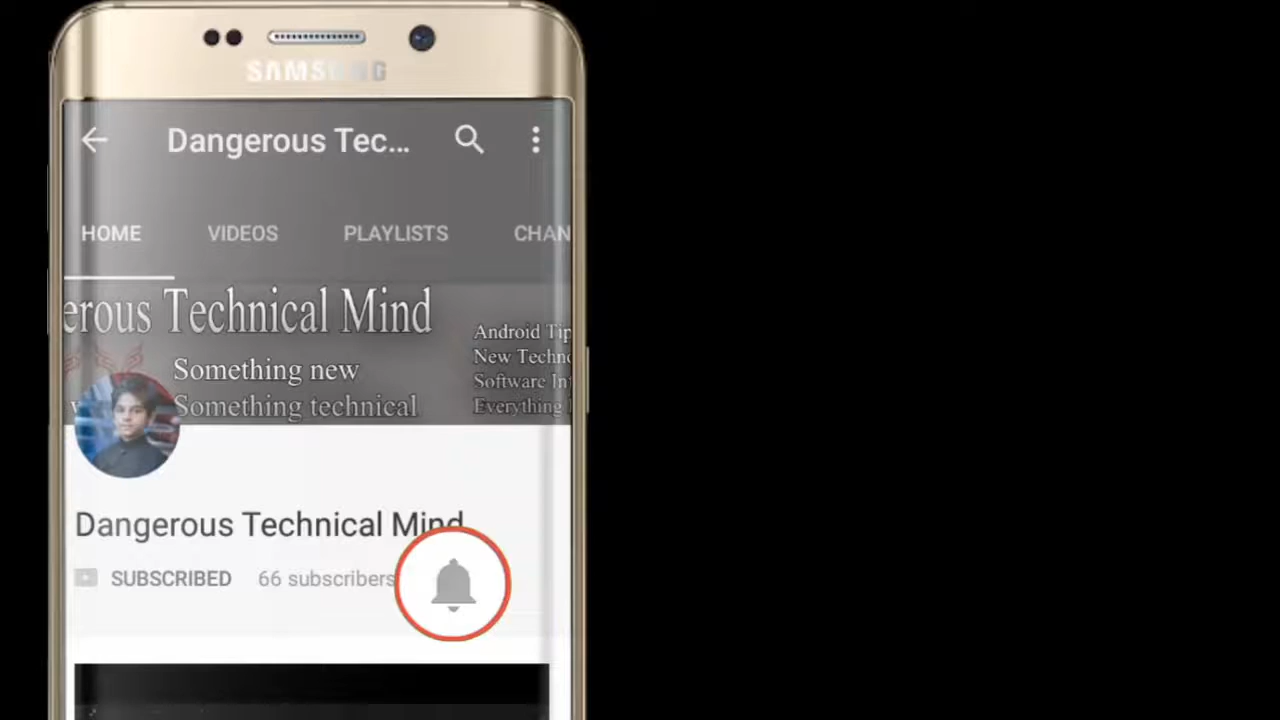 SAMSUNG
Dangerous Tec...
HOME VIDEOS PLAYLISTS CHAN
erous Technical Mind
Something new
Something technical
Android Tip
New Techno
Software In
Everything
Dangerous Technical Mind
SUBSCRIBED 66 subscribers